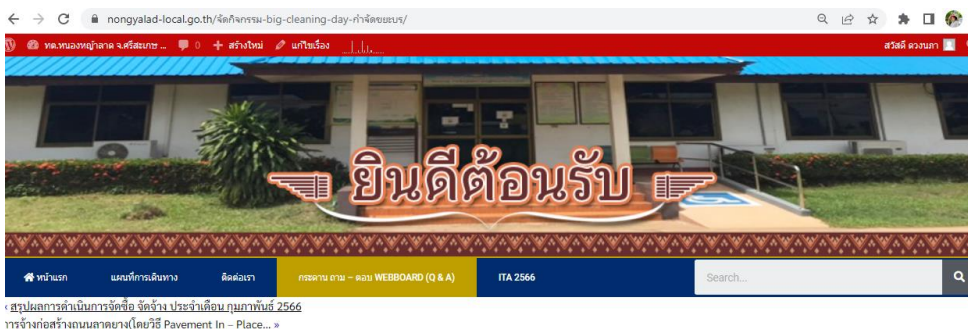 nongyalad-local.go.th/จัดกิจกรรม-big-cleaning-day-กำจัดขยะบร/
ทต.หนองหญ้าลาด จ.ศรีสะเกษ ... 0 + สร้างใหม่ แก้ไขเรื่อง สวัสดี ดวงนภา
ยินดีต้อนรับ
หน้าแรก แผนที่การเดินทาง ติดต่อเรา กระดาน ถาม – ตอบ WEBBOARD (Q & A) ITA 2566 Search...
‹ สรุปผลการดำเนินการจัดซื้อ จัดจ้าง ประจำเดือน กุมภาพันธ์ 2566
การจ้างก่อสร้างถนนลาดยาง(โดยวิธี Pavement In – Place... »